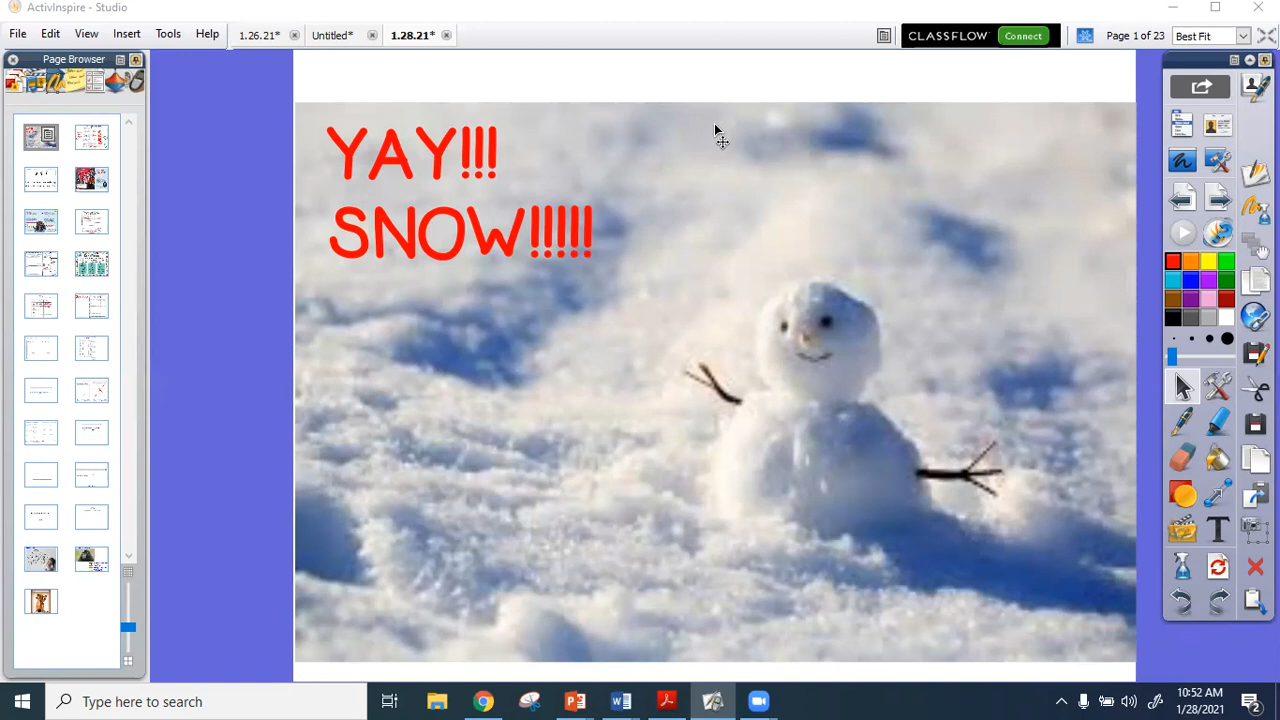 ActivInspire - Studio
File Edit View Insert Tools Help
1.26.21* Untitled* 1.28.21*
CLASSFLOW Connect
Page 1 of 23
Best Fit
Page Browser
YAY!!!
SNOW!!!!!
Type here to search
10:52 AM
1/28/2021
2